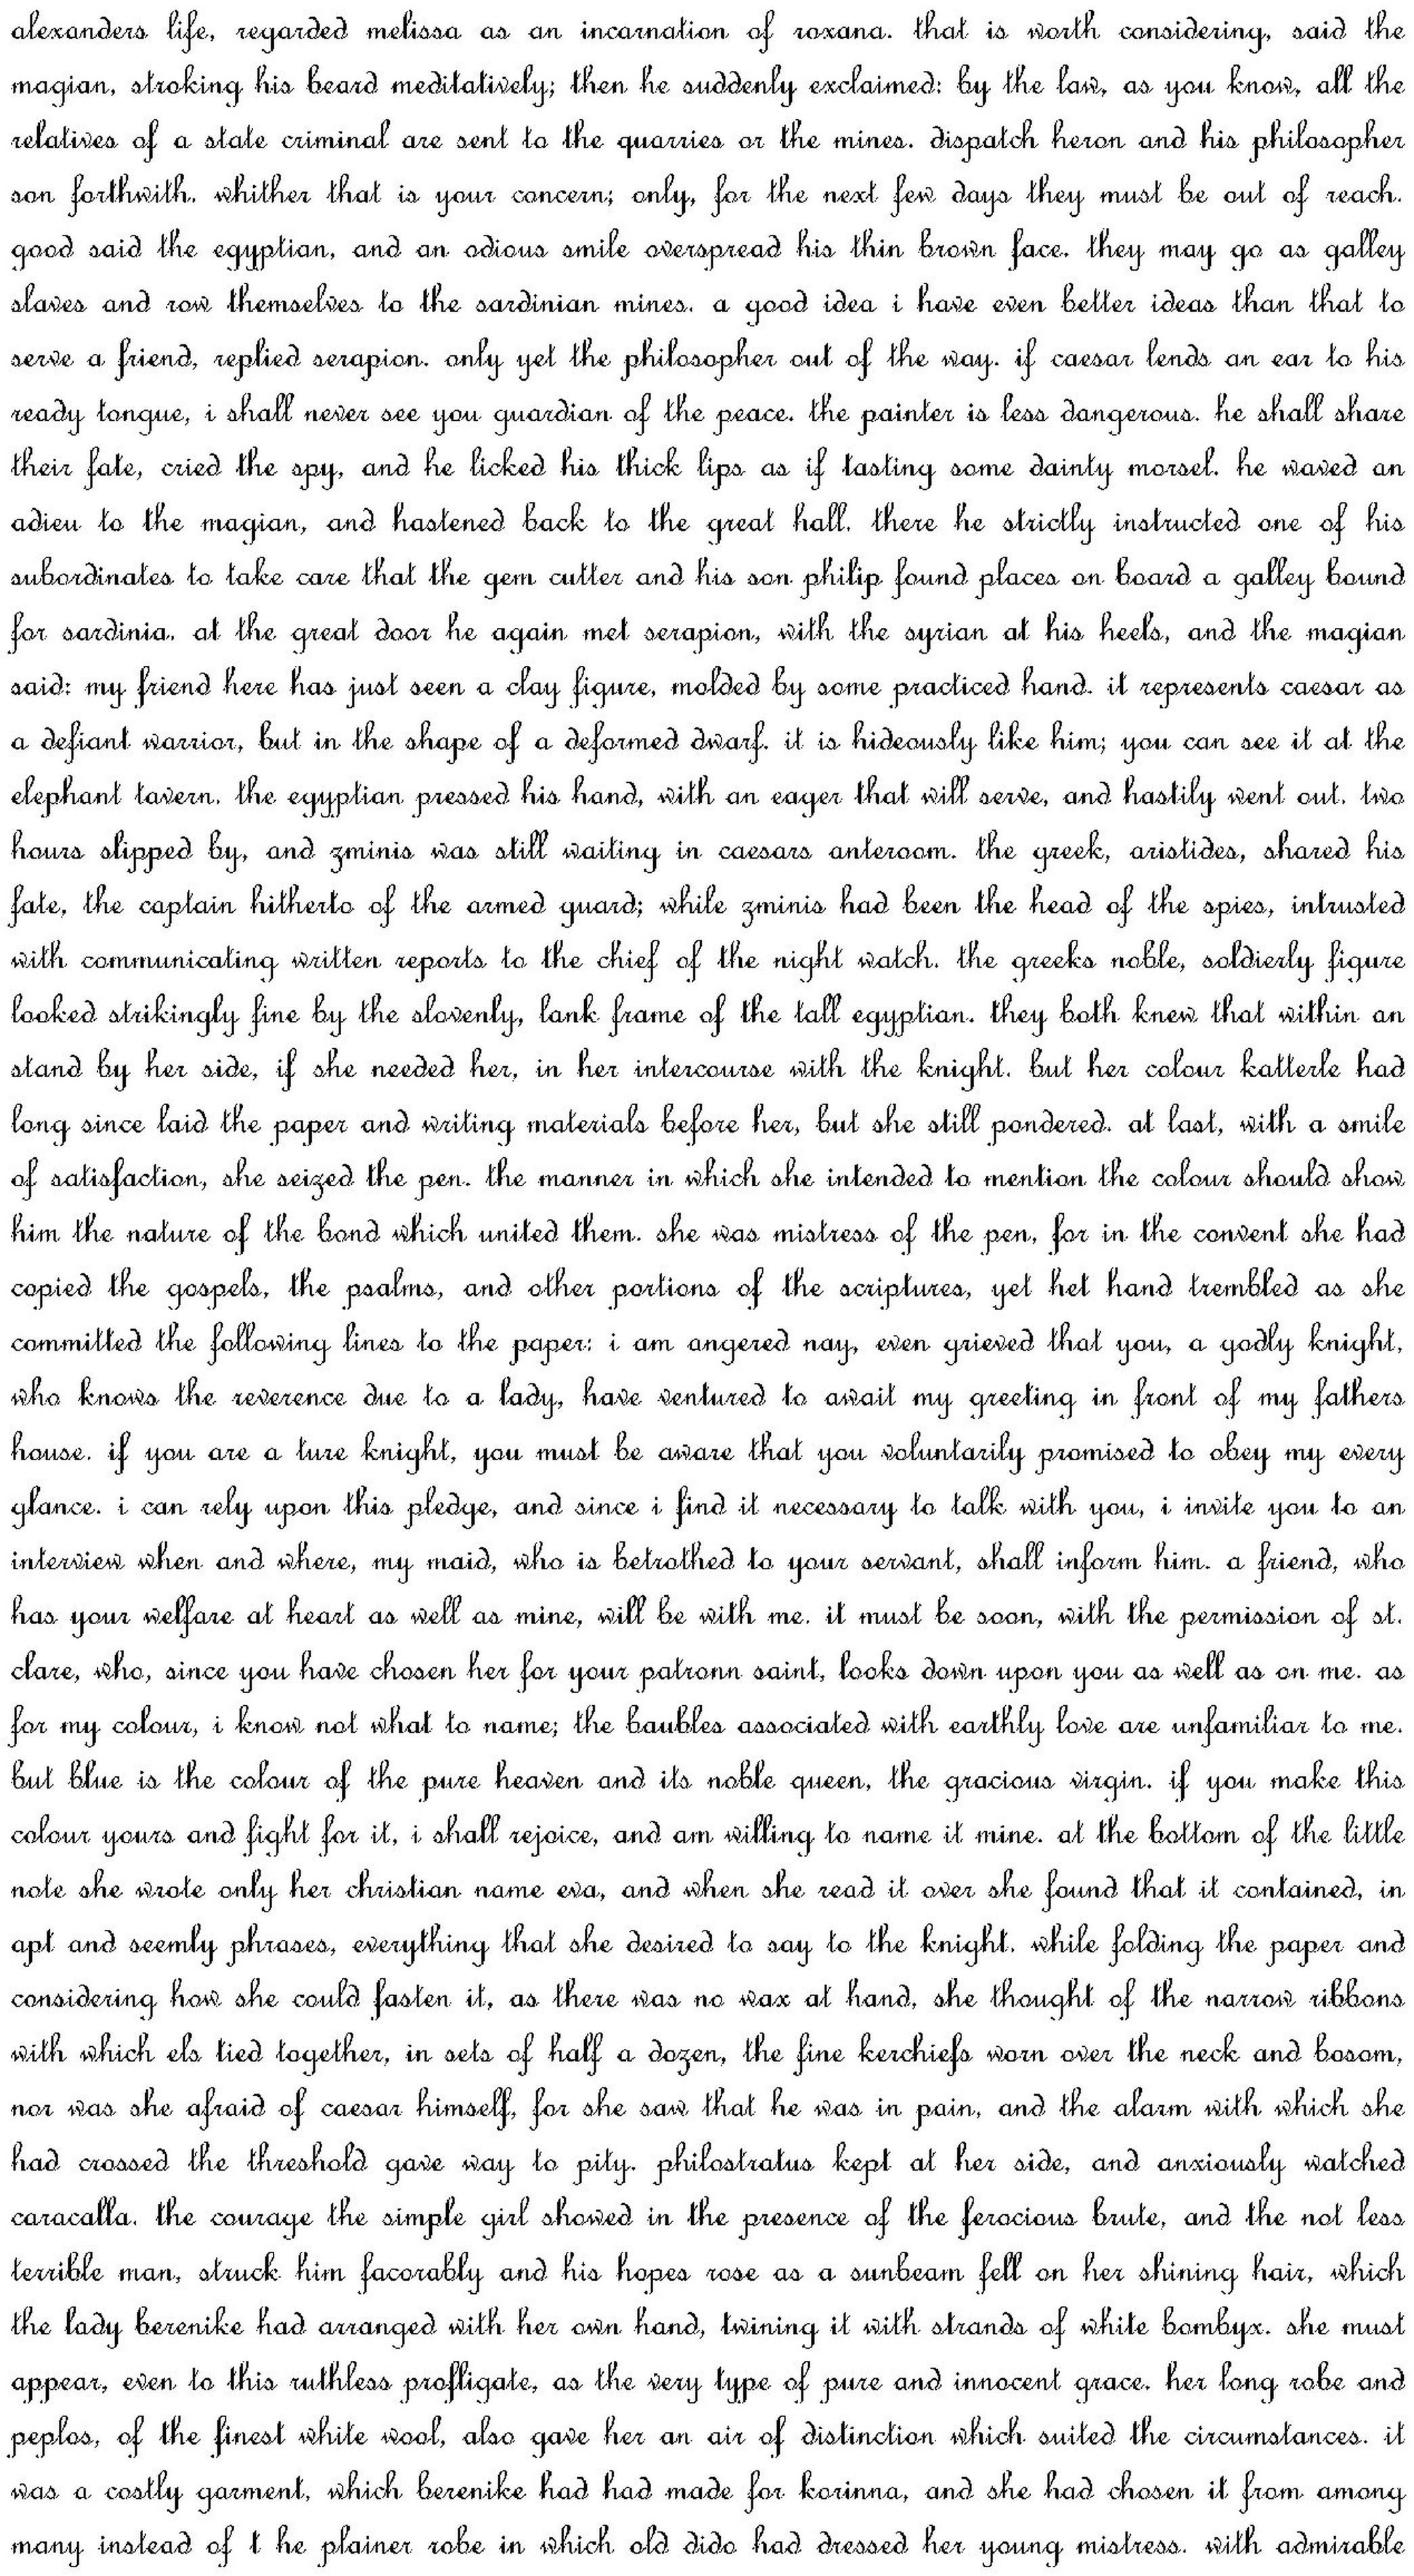 alexanders life, regarded melissa as an incarnation of roxana. that is worth considering, said the
magian, stroking his beard meditatively; then he suddenly exclaimed: by the law, as you know, all the
relatives of a state criminal are sent to the quarries or the mines. dispatch heron and his philosopher
son forthwith. whither that is your concern; only, for the next few days they must be out of reach.
good said the egyptian, and an odious smile overspread his thin brown face. they may go as galley
slaves and row themselves to the sardinian mines. a good idea i have even better ideas than that to
serve a friend, replied serapion. only yet the philosopher out of the way. if caesar lends an ear to his
ready tongue, i shall never see you guardian of the peace. the painter is less dangerous. he shall share
their fate, cried the spy, and he licked his thick lips as if tasting some dainty morsel. he waved an
adieu to the magian, and hastened back to the great hall. there he strictly instructed one of his
subordinates to take care that the gem cutter and his son philip found places on board a galley bound
for sardinia. at the great door he again met serapion, with the syrian at his heels, and the magian
said: my friend here has just seen a clay figure, molded by some practiced hand. it represents caesar as
a defiant warrior, but in the shape of a deformed dwarf. it is hideously like him; you can see it at the
elephant tavern. the egyptian pressed his hand, with an eager that will serve, and hastily went out. two
hours slipped by, and zminis was still waiting in caesars anteroom. the greek, aristides, shared his
fate, the captain hitherto of the armed guard; while zminis had been the head of the spies, intrusted
with communicating written reports to the chief of the night watch. the greeks noble, soldierly figure
looked strikingly fine by the slovenly, lank frame of the tall egyptian. they both knew that within an
stand by her side, if she needed her, in her intercourse with the knight. but her colour katterle had
long since laid the paper and writing materials before her, but she still pondered. at last, with a smile
of satisfaction, she seized the pen. the manner in which she intended to mention the colour should show
him the nature of the bond which united them. she was mistress of the pen, for in the convent she had
copied the gospels, the psalms, and other portions of the scriptures, yet het hand trembled as she
committed the following lines to the paper: i am angered nay, even grieved that you, a godly knight,
who knows the reverence due to a lady, have ventured to await my greeting in front of my fathers
house. if you are a ture knight, you must be aware that you voluntarily promised to obey my every
glance. i can rely upon this pledge, and since i find it necessary to talk with you, i invite you to an
interview when and where, my maid, who is betrothed to your servant, shall inform him. a friend, who
has your welfare at heart as well as mine, will be with me. it must be soon, with the permission of st.
clare, who, since you have chosen her for your patronn saint, looks down upon you as well as on me. as
for my colour, i know not what to name; the baubles associated with earthly love are unfamiliar to me.
but blue is the colour of the pure heaven and its noble queen, the gracious virgin. if you make this
colour yours and fight for it, i shall rejoice, and am willing to name it mine. at the bottom of the little
note she wrote only her christian name eva, and when she read it over she found that it contained, in
apt and seemly phrases, everything that she desired to say to the knight. while folding the paper and
considering how she could fasten it, as there was no wax at hand, she thought of the narrow ribbons
with which els tied together, in sets of half a dozen, the fine kerchiefs worn over the neck and bosom,
nor was she afraid of caesar himself, for she saw that he was in pain, and the alarm with which she
had crossed the threshold gave way to pity. philostratus kept at her side, and anxiously watched
caracalla. the courage the simple girl showed in the presence of the ferocious brute, and the not less
terrible man, struck him facorably and his hopes rose as a sunbeam fell on her shining hair, which
the lady berenike had arranged with her own hand, twining it with strands of white bombyx. she must
appear, even to this ruthless profligate, as the very type of pure and innocent grace. her long robe and
peplos, of the finest white wool, also gave her an air of distinction which suited the circumstances. it
was a costly garment, which berenike had had made for korinna, and she had chosen it from among
many instead of t he plainer robe in which old dido had dressed her young mistress. with admirable